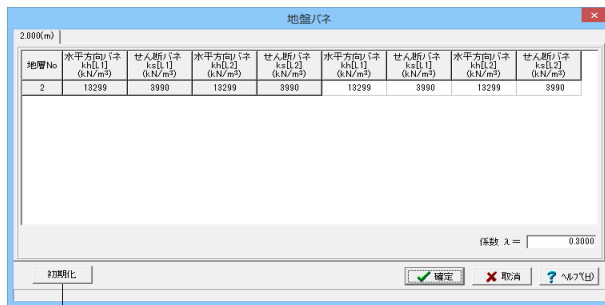 地盤バネ
2.000(m)
地層No 水平方向バネ kh[L1] (kN/m³) せん断バネ ks[L1] (kN/m³) 水平方向バネ kh[L2] (kN/m³) せん断バネ ks[L2] (kN/m³) 水平方向バネ kh[L1] (kN/m³) せん断バネ ks[L1] (kN/m³) 水平方向バネ kh[L2] (kN/m³) せん断バネ ks[L2] (kN/m³)
2 13299 3990 13299 3990 13299 3990 13299 3990
係数 λ = 0.3000
初期化 確定 取消 ヘルプ(H)